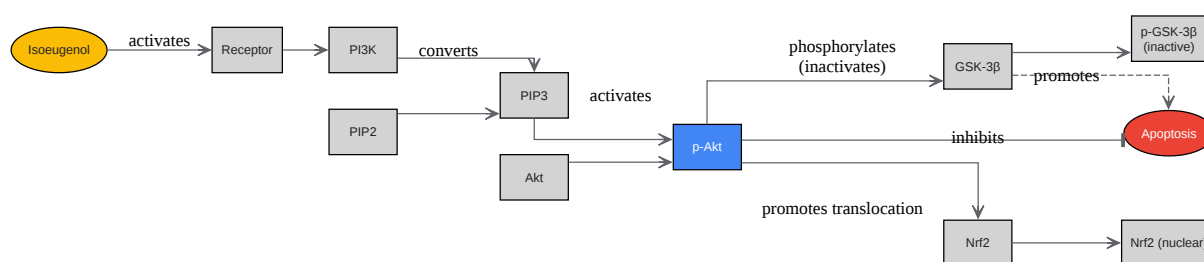 Isoeugenol
activates
Receptor
PI3K
converts
PIP3
PIP2
activates
Akt
p-Akt
phosphorylates
(inactivates)
GSK-3β
p-GSK-3β
(inactive)
promotes
Apoptosis
inhibits
promotes translocation
Nrf2
Nrf2 (nuclear)